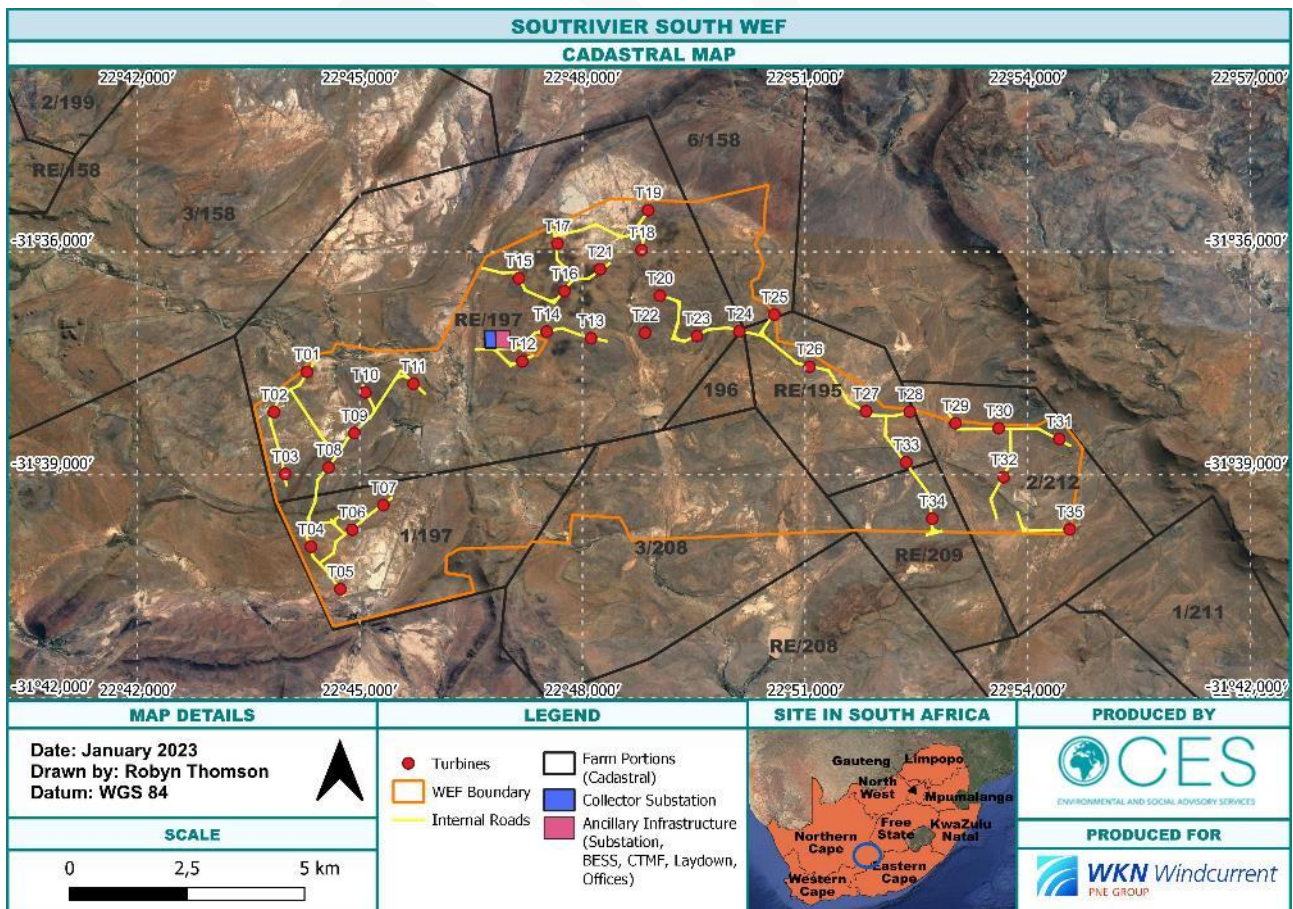 SOUTRIVIER SOUTH WEF
CADASTRAL MAP
22°42,000' 22°45,000' 22°48,000' 22°51,000' 22°54,000' 22°57,000'
2/199
6/158
RE/158
3/158
T19
T17 T18
-31°36,000' -31°36,000'
T21
T15 T16
T20
T25
RE/197 T14 T13 T22 T23 T24
T12
T26
T01 T11
T10
196 RE/195
T02 T27 T28
T09 T29 T30 T31
T08 T33
T03 T32
-31°39,000' -31°39,000'
2/212
T07
T06 T34 T35
T04 1/197
3/208 RE/209
T05
1/211
RE/208
-31°42,000' 22°42,000' 22°45,000' 22°48,000' 22°51,000' 22°54,000' -31°42,000'
MAP DETAILS
Date: January 2023
Drawn by: Robyn Thomson
Datum: WGS 84
SCALE
0 2,5 5 km
LEGEND
Turbines
WEF Boundary
Internal Roads
Farm Portions
(Cadastral)
Collector Substation
Ancillary Infrastructure
(Substation,
BESS, CTMF, Laydown,
Offices)
SITE IN SOUTH AFRICA
Gauteng Limpopo
North
West
Mpumalanga
Free
State
KwaZulu
Natal
Northern
Cape
Eastern
Cape
Western
Cape
PRODUCED BY
CES
ENVIRONMENTAL AND SOCIAL ADVISORY SERVICES
PRODUCED FOR
WKN Windcurrent
PNE GROUP